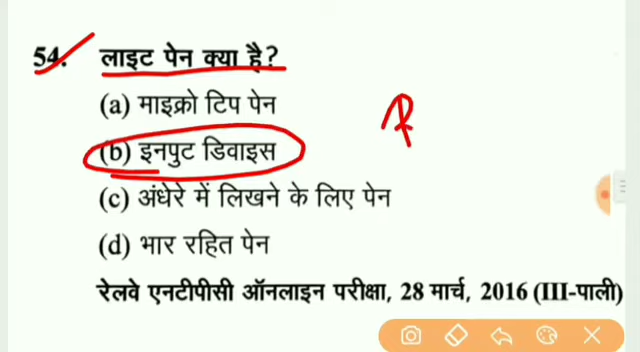 54. लाइट पेन क्या है?
(a) माइक्रो टिप पेन
(b) इनपुट डिवाइस
(c) अंधेरे में लिखने के लिए पेन
(d) भार रहित पेन
रेलवे एनटीपीसी ऑनलाइन परीक्षा, 28 मार्च, 2016 (III-पाली)